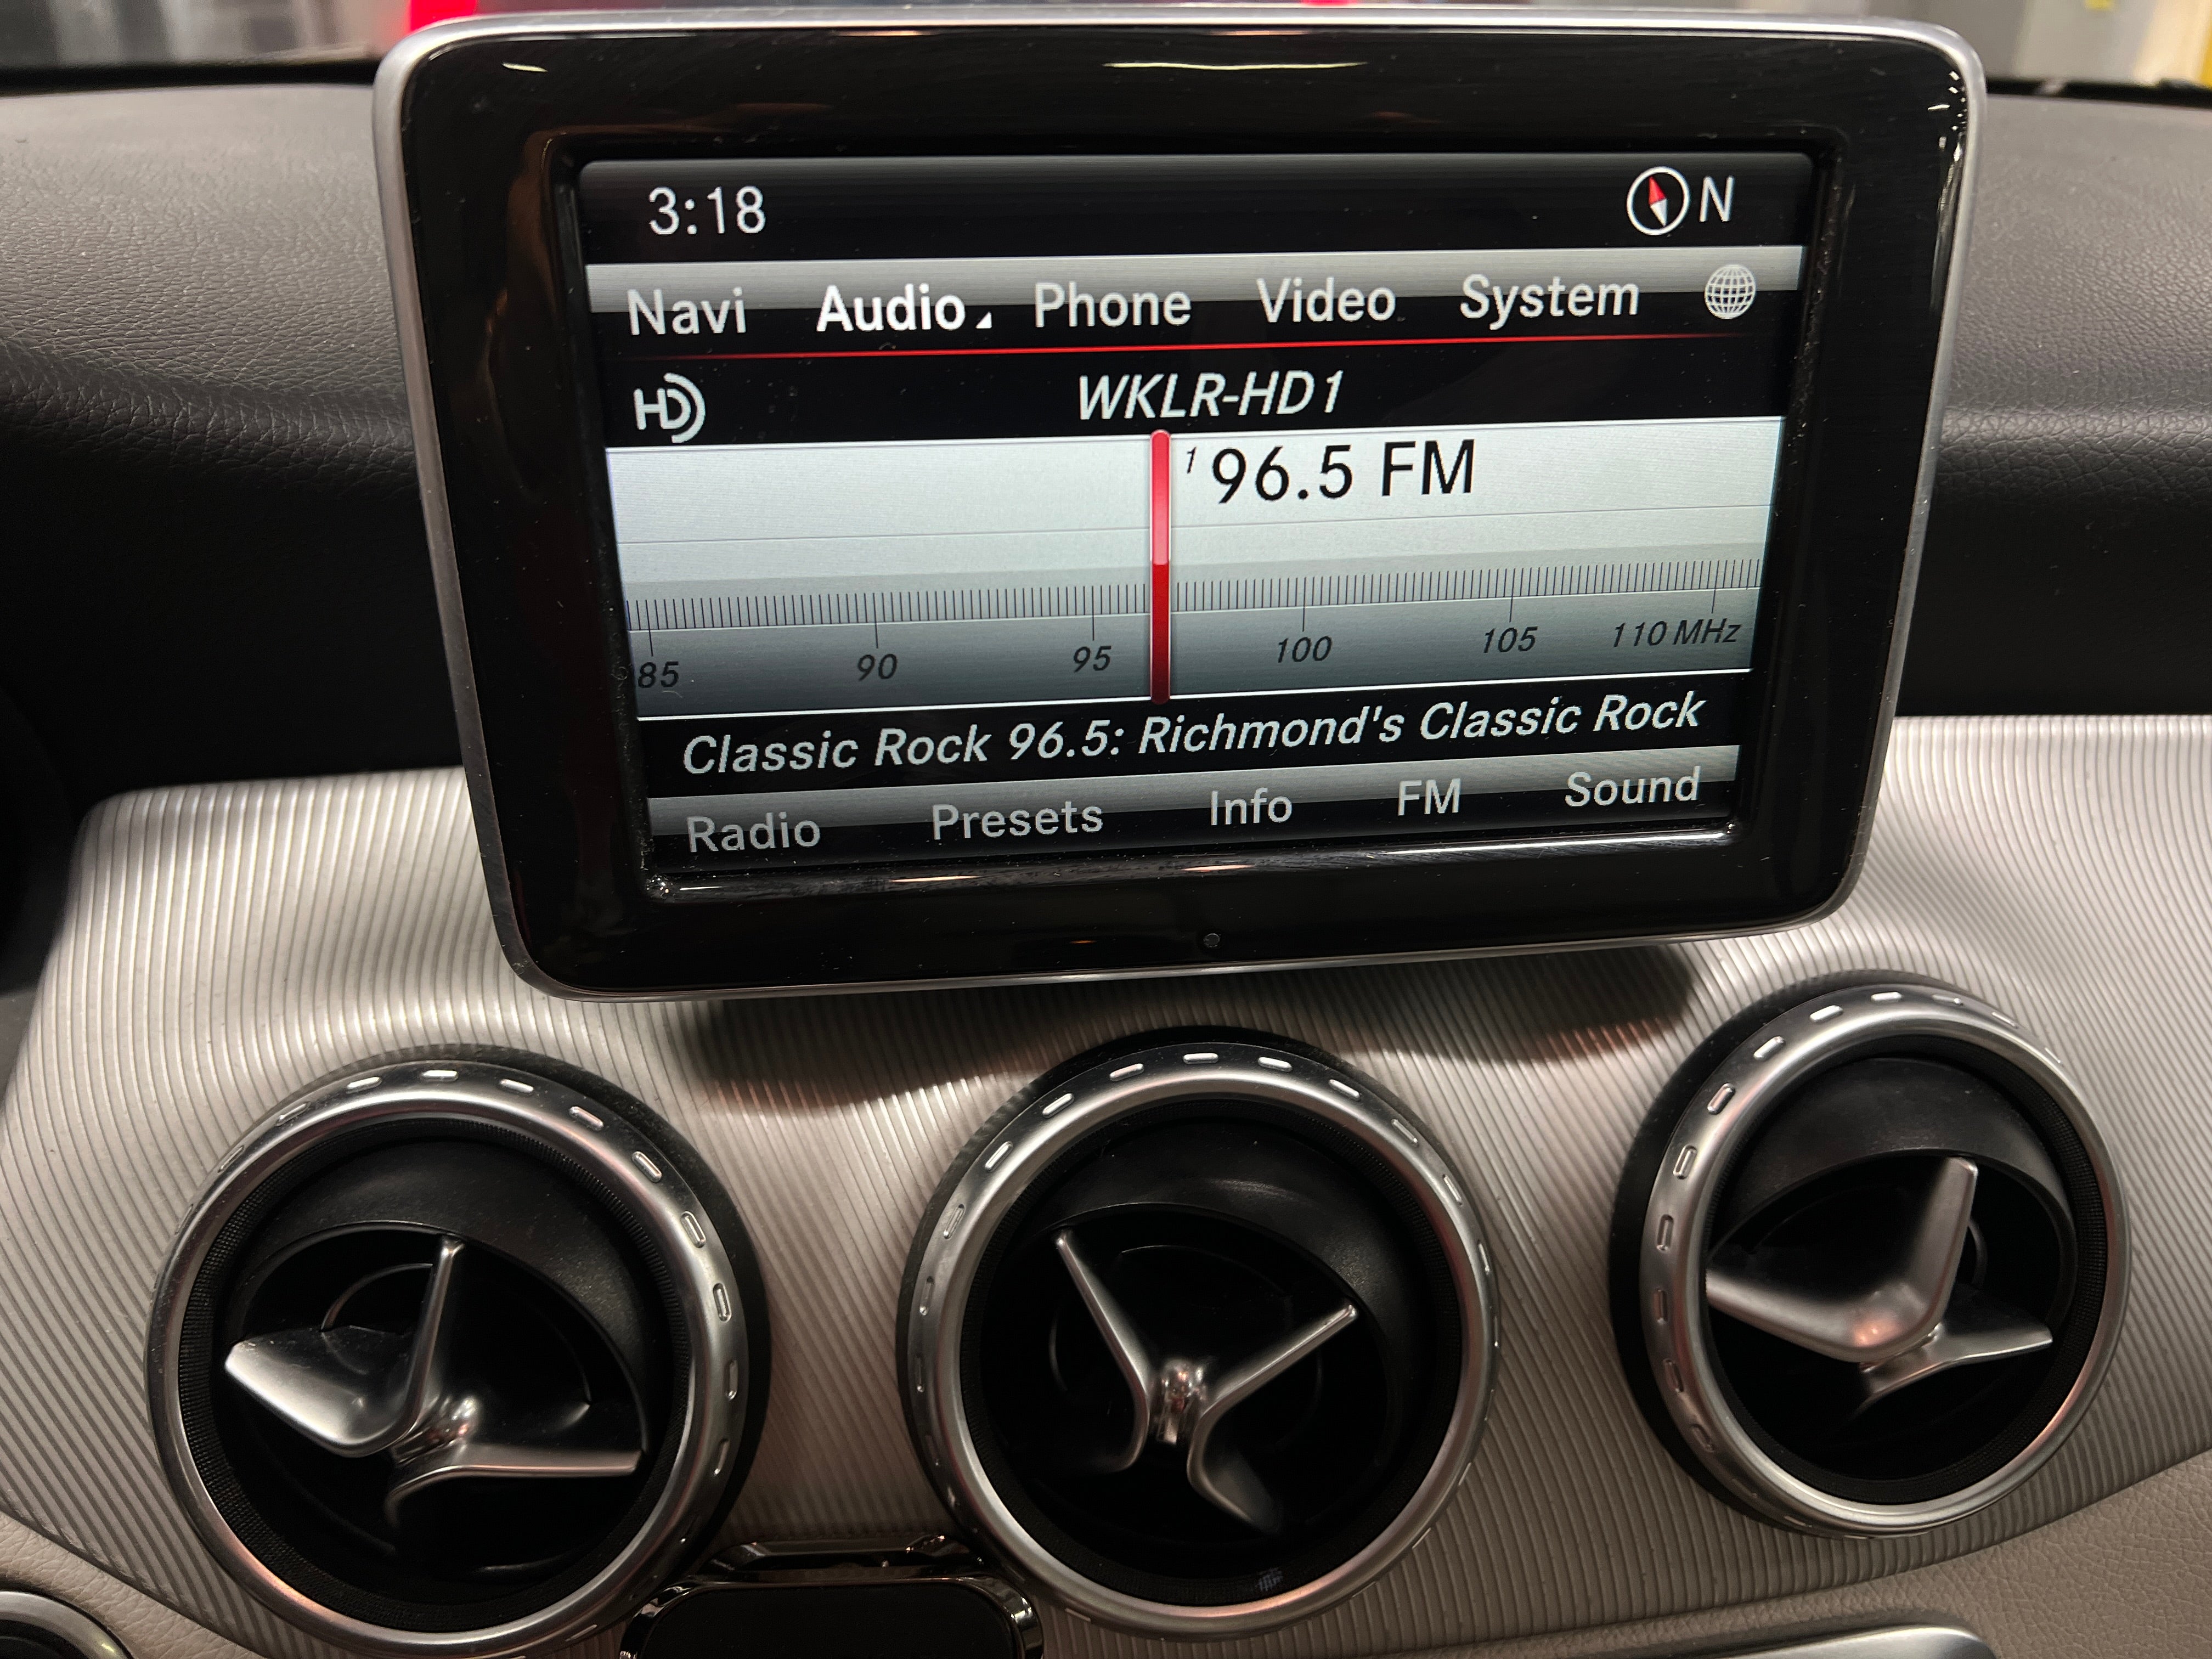 3:18 N
Navi Audio Phone Video System
HD WKLR-HD1
1 96.5 FM
85 90 95 100 105 110 MHz
Classic Rock 96.5: Richmond's Classic Rock
Radio Presets Info FM Sound